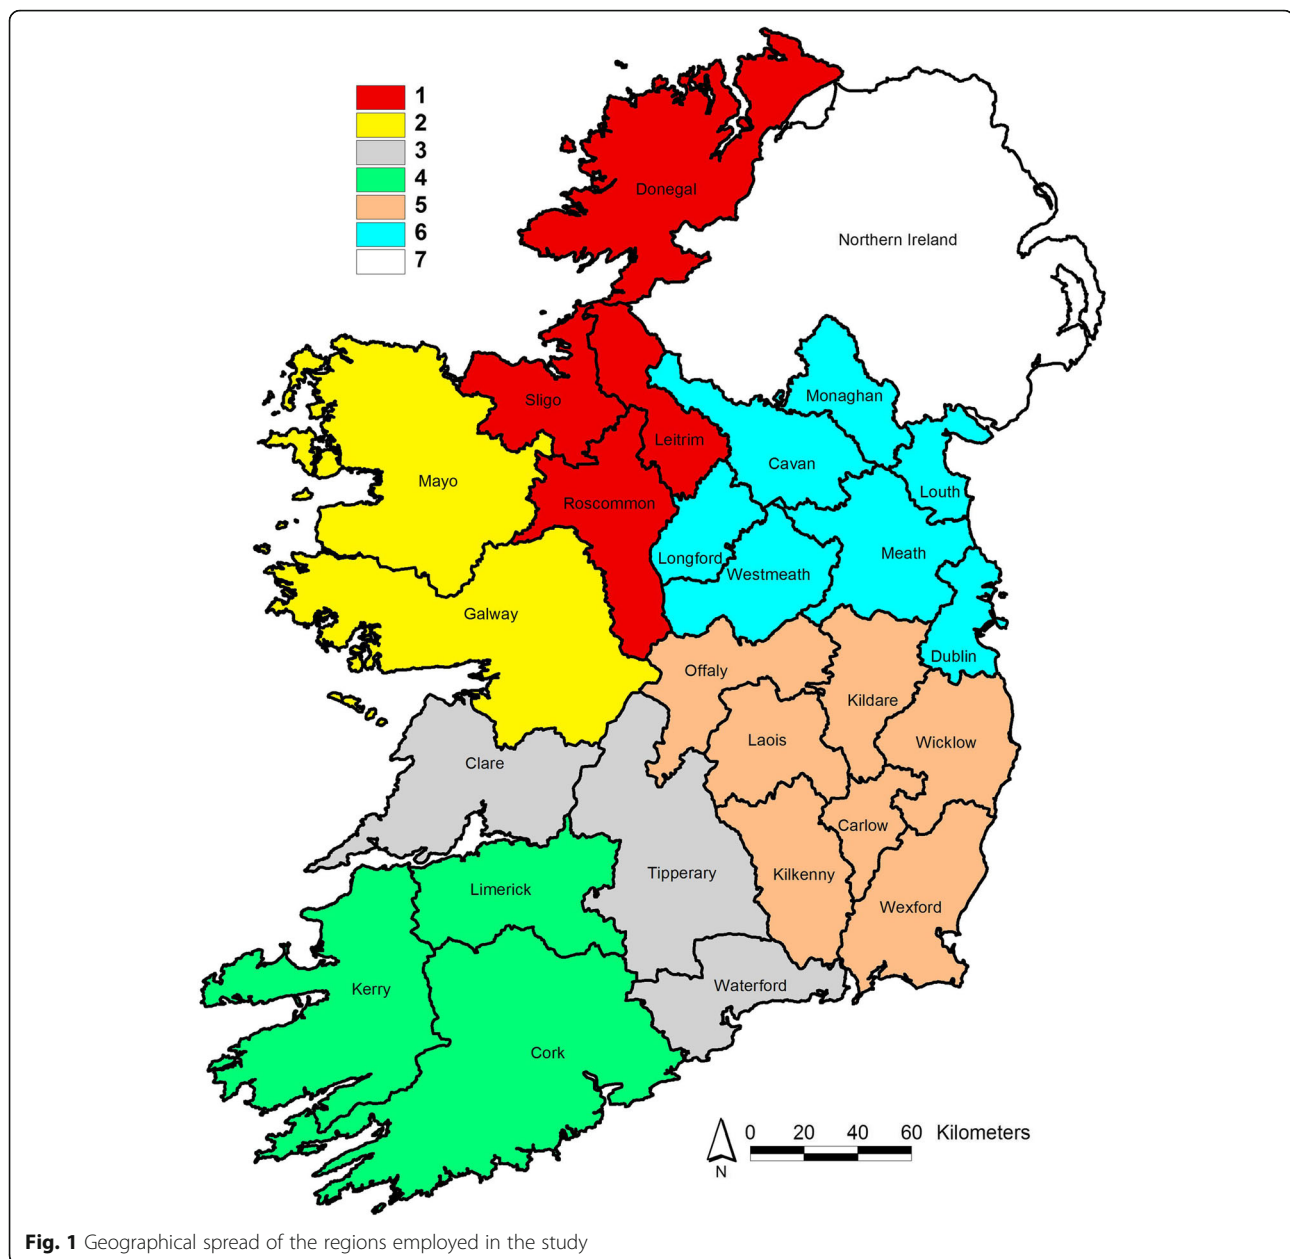 1
2
3
4
5
6
7
Donegal
Northern Ireland
Monaghan
Sligo
Leitrim
Cavan
Mayo
Louth
Roscommon
Longford
Meath
Westmeath
Galway
Dublin
Offaly
Kildare
Laois
Wicklow
Clare
Carlow
Tipperary
Kilkenny
Limerick
Wexford
Waterford
Kerry
Cork
0 20 40 60 Kilometers
N
Fig. 1 Geographical spread of the regions employed in the study